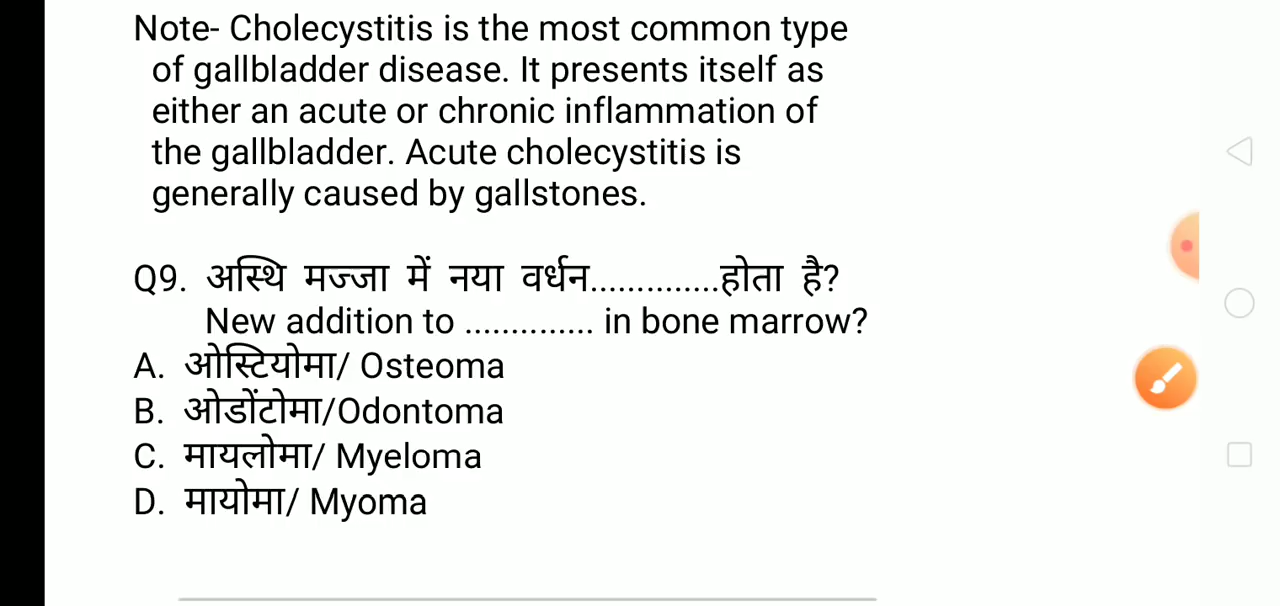 Note- Cholecystitis is the most common type
of gallbladder disease. It presents itself as
either an acute or chronic inflammation of
the gallbladder. Acute cholecystitis is
generally caused by gallstones.
Q9. अस्थि मज्जा में नया वर्धन..............होता है?
New addition to .............. in bone marrow?
A. ओस्टियोमा/ Osteoma
B. ओडोंटोमा/Odontoma
C. मायलोमा/ Myeloma
D. मायोमा/ Myoma